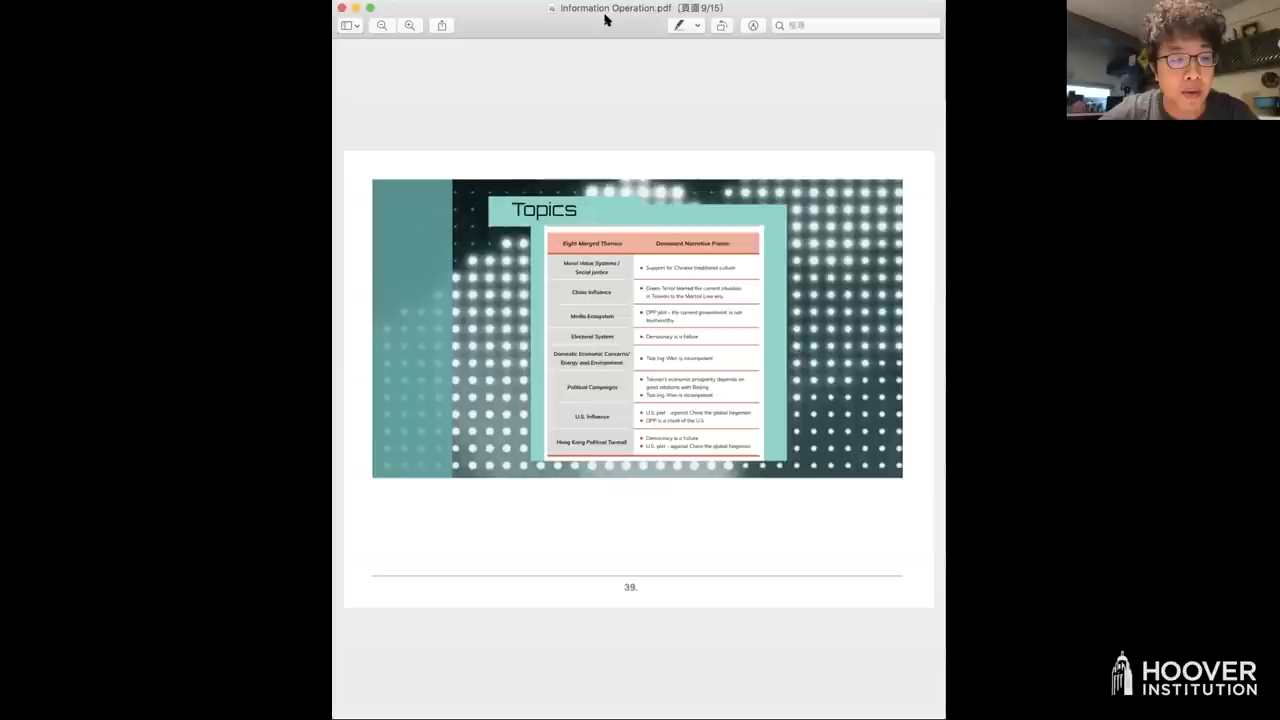 Information Operation.pdf (頁面 9/15)
搜尋
Topics
Eight Merged Themes
Dominant Narrative Frame
Moral Value Systems /
Social justice
Support for Chinese traditional culture
China Influence
Green Terror likened the current situation
in Taiwan to the Martial Law era.
Media Ecosystem
DPP plot - the current government, is not
trustworthy
Electoral System
Democracy is a failure
Domestic Economic Concerns/
Energy and Environment
Tsai Ing-Wen is incompetent
Political Campaigns
Taiwan's economic prosperity depends on
good relations with Beijing
Tsai Ing-Wen is incompetent
U.S. Influence
U.S. plot - against China the global hegemon
DPP is a client of the U.S
Hong Kong Political Turmoil
Democracy is a failure
U.S. plot - against China the global hegemon
39.
HOOVER
INSTITUTION